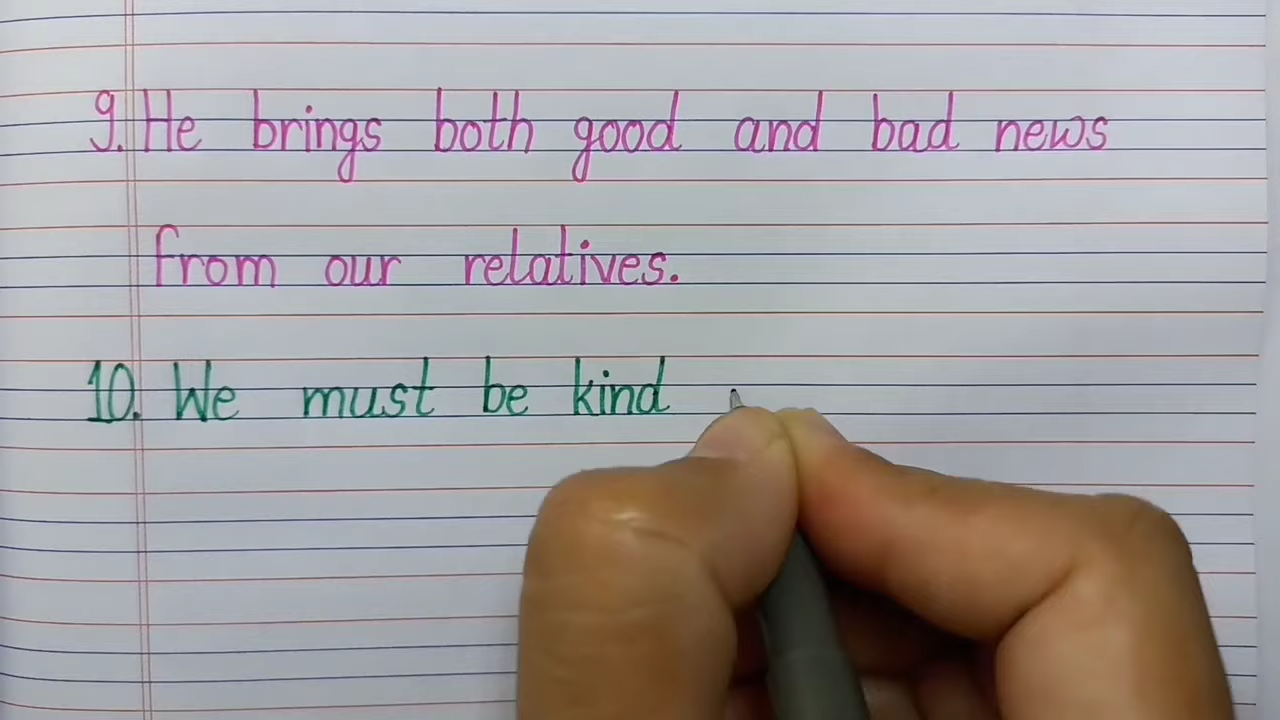 9. He brings both good and bad news
from our relatives.
10. We must be kind